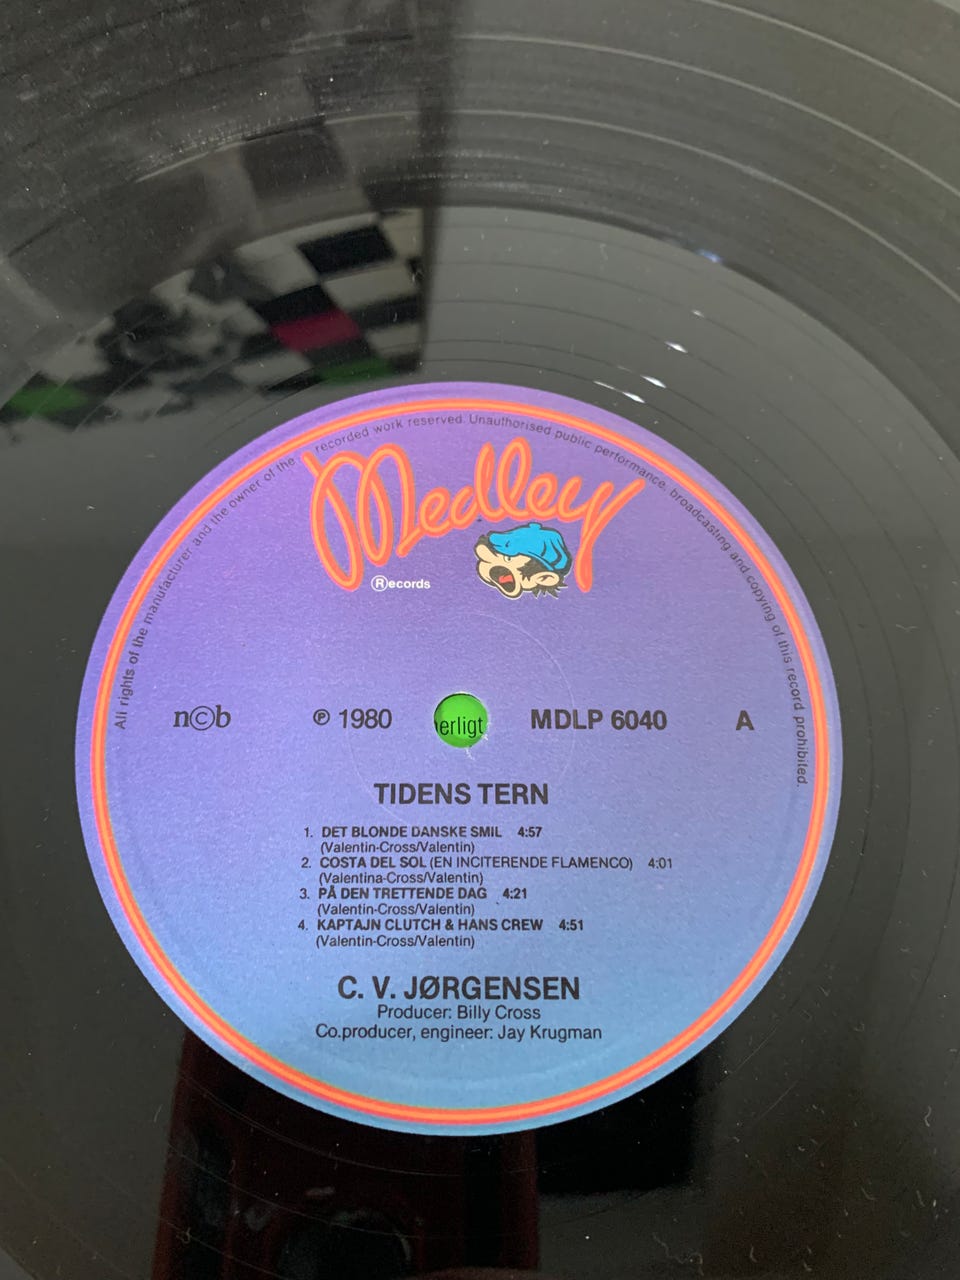 All rights of the manufacturer and the owner of the recorded work reserved. Unauthorised public performance, broadcasting and copying of this record prohibited.
Medley
Ⓡecords
n©b ℗ 1980 erligt MDLP 6040 A
TIDENS TERN
1. DET BLONDE DANSKE SMIL 4:57
(Valentin-Cross/Valentin)
2. COSTA DEL SOL (EN INCITERENDE FLAMENCO) 4:01
(Valentina-Cross/Valentin)
3. PÅ DEN TRETTENDE DAG 4:21
(Valentin-Cross/Valentin)
4. KAPTAJN CLUTCH & HANS CREW 4:51
(Valentin-Cross/Valentin)
C. V. JØRGENSEN
Producer: Billy Cross
Co.producer, engineer: Jay Krugman